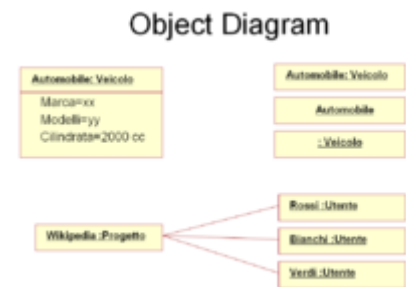 Object Diagram
Automobile: Veicolo
Marca=xx
Modelli=yy
Cilindrata=2000 cc
Automobile: Veicolo
Automobile
: Veicolo
Wikipedia :Progetto
Rossi :Utente
Bianchi :Utente
Verdi :Utente